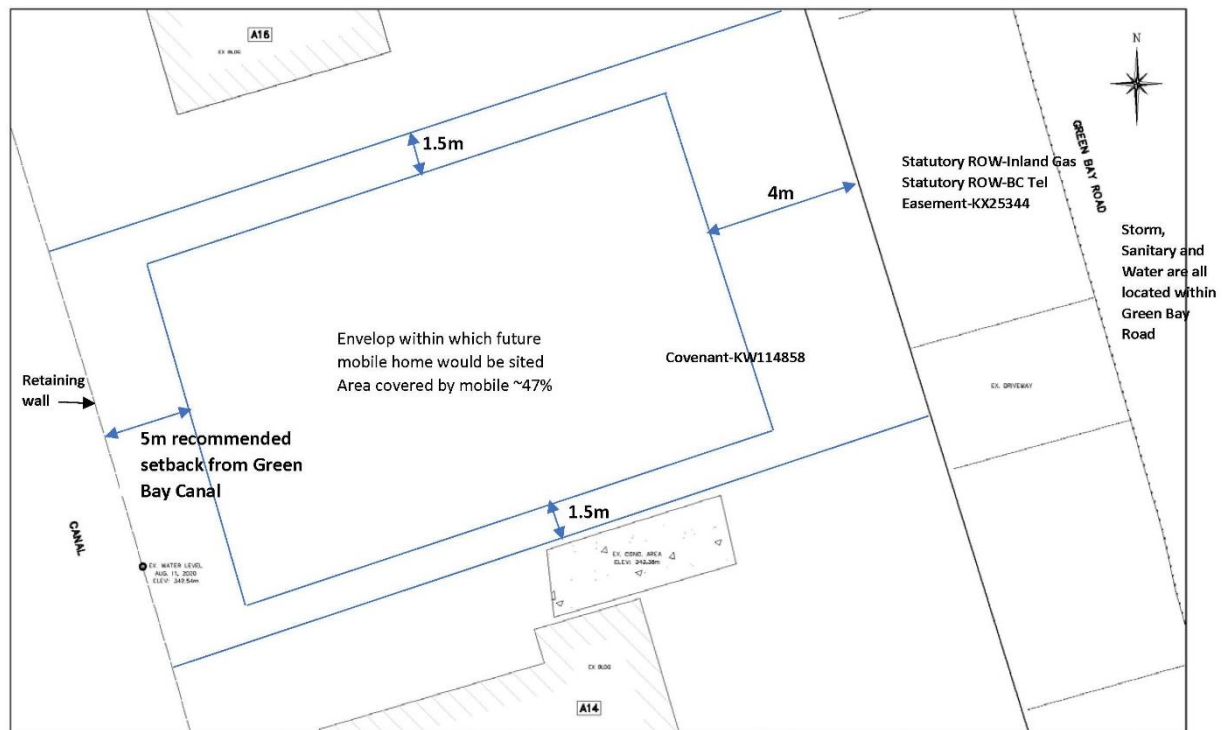 A16
EX BLDG
N
1.5m
4m
Statutory ROW-Inland Gas
Statutory ROW-BC Tel
Easement-KX25344
GREEN BAY ROAD
Storm,
Sanitary and
Water are all
located within
Green Bay
Road
Envelop within which future
mobile home would be sited
Area covered by mobile ~47%
Covenant-KW114858
Retaining
wall
EX. DRIVEWAY
5m recommended
setback from Green
Bay Canal
1.5m
CANAL
EX. WATER LEVEL
AUG. 11, 2020
ELEV: 342.54m
EX. CONC. AREA
ELEV:
EX BLDG
A14